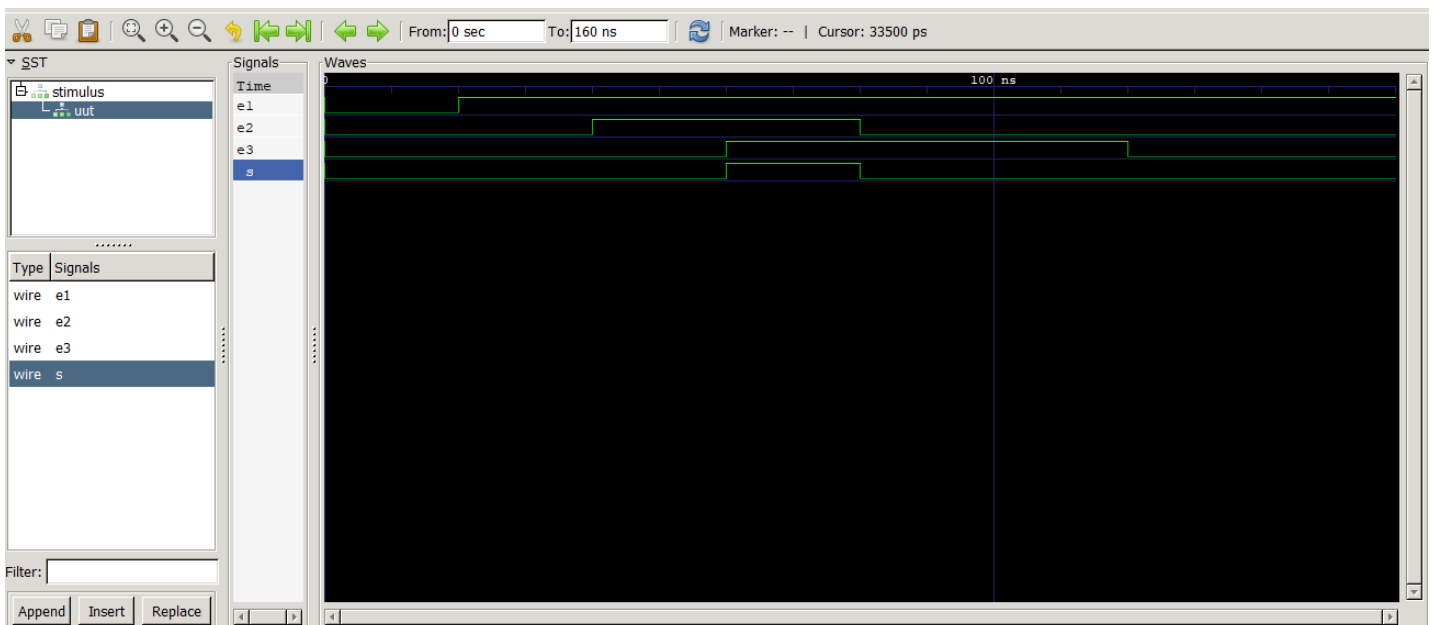 From: 0 sec To: 160 ns Marker: -- | Cursor: 33500 ps
SST
stimulus
uut
Type Signals
wire e1
wire e2
wire e3
wire s
Filter:
Append Insert Replace
Signals
Time
e1
e2
e3
s
Waves
0 100 ns